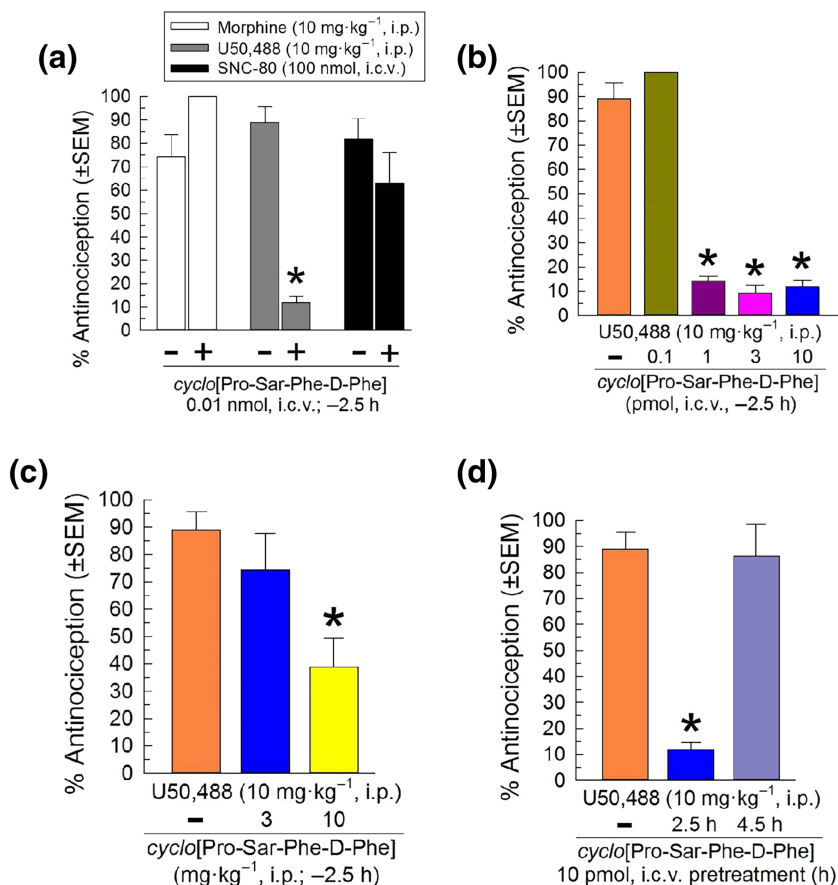 (a)
Morphine (10 mg·kg⁻¹, i.p.)
U50,488 (10 mg·kg⁻¹, i.p.)
SNC-80 (100 nmol, i.c.v.)
% Antinociception (±SEM)
100
90
80
70
60
50
40
30
20
10
0
*
− + − + − +
cyclo[Pro-Sar-Phe-D-Phe]
0.01 nmol, i.c.v.; –2.5 h
(b)
% Antinociception (±SEM)
100
90
80
70
60
50
40
30
20
10
0
* * *
U50,488 (10 mg·kg⁻¹, i.p.)
− 0.1 1 3 10
cyclo[Pro-Sar-Phe-D-Phe]
(pmol, i.c.v., –2.5 h)
(c)
% Antinociception (±SEM)
100
90
80
70
60
50
40
30
20
10
0
*
U50,488 (10 mg·kg⁻¹, i.p.)
− 3 10
cyclo[Pro-Sar-Phe-D-Phe]
(mg·kg⁻¹, i.p.; –2.5 h)
(d)
% Antinociception (±SEM)
100
90
80
70
60
50
40
30
20
10
0
*
U50,488 (10 mg·kg⁻¹, i.p.)
− 2.5 h 4.5 h
cyclo[Pro-Sar-Phe-D-Phe]
10 pmol, i.c.v. pretreatment (h)